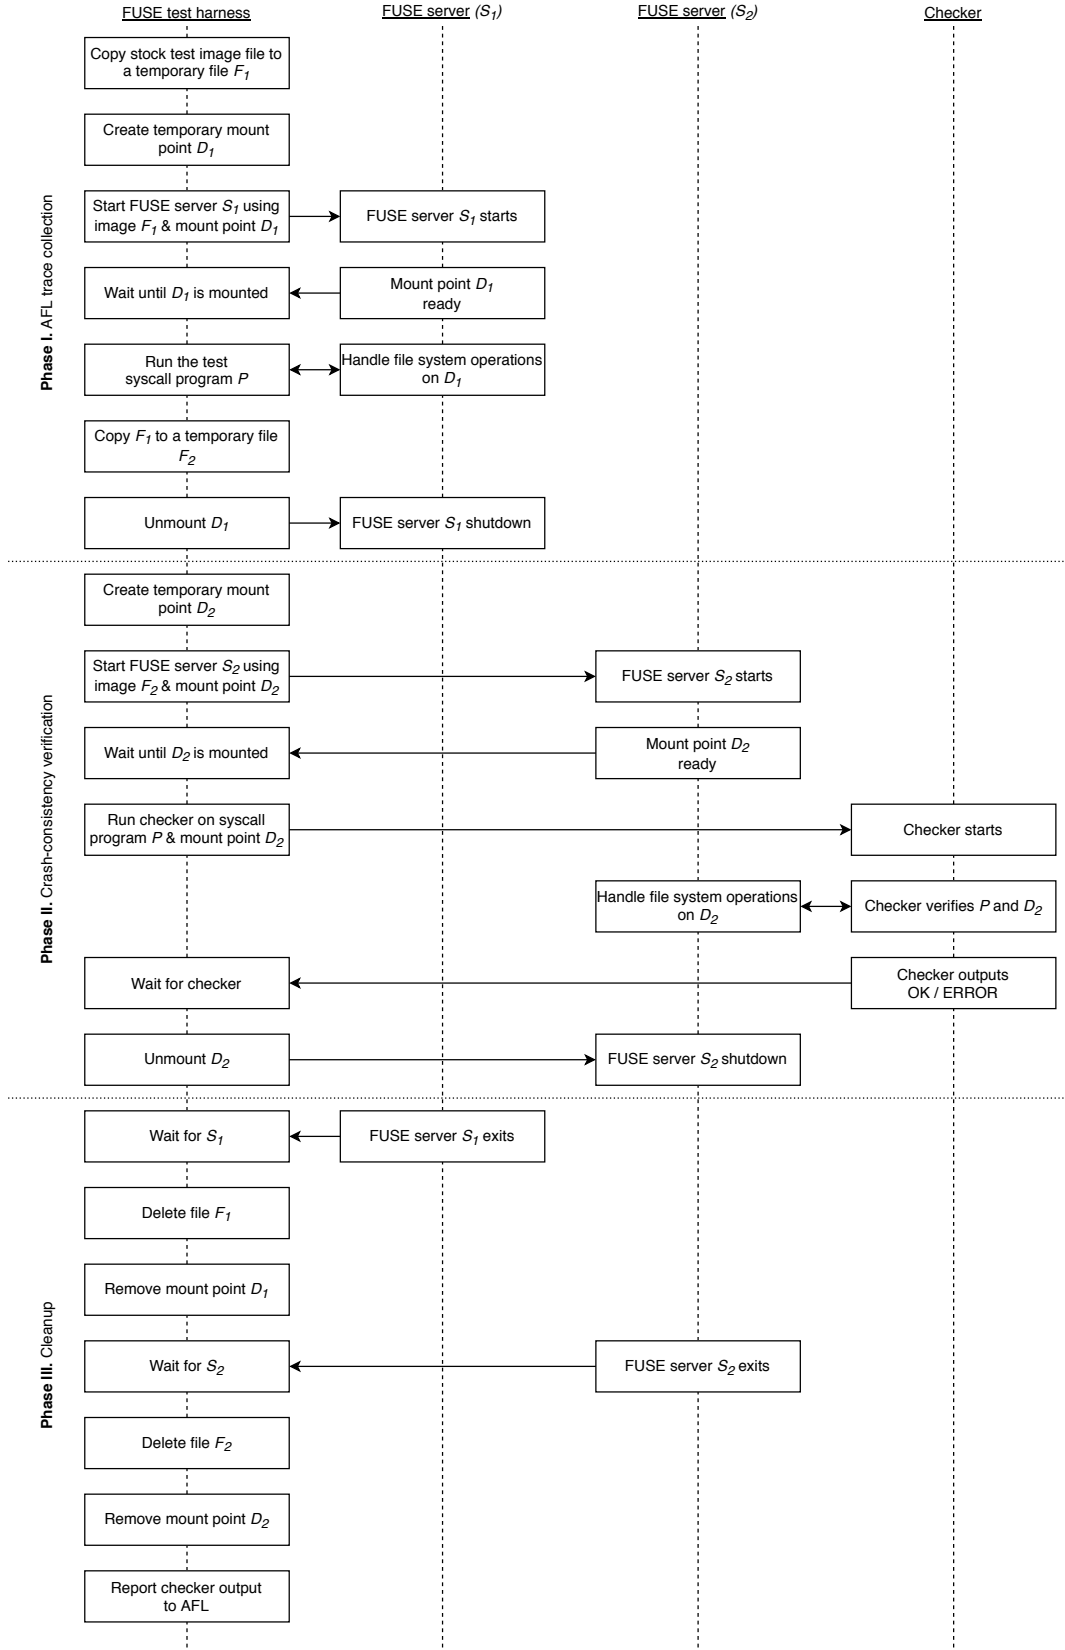 FUSE test harness
FUSE server (S1)
FUSE server (S2)
Checker
Phase I. AFL trace collection
Copy stock test image file to
a temporary file F1
Create temporary mount
point D1
Start FUSE server S1 using
image F1 & mount point D1
FUSE server S1 starts
Wait until D1 is mounted
Mount point D1
ready
Run the test
syscall program P
Handle file system operations
on D1
Copy F1 to a temporary file
F2
Unmount D1
FUSE server S1 shutdown
Phase II. Crash-consistency verification
Create temporary mount
point D2
Start FUSE server S2 using
image F2 & mount point D2
FUSE server S2 starts
Wait until D2 is mounted
Mount point D2
ready
Run checker on syscall
program P & mount point D2
Checker starts
Handle file system operations
on D2
Checker verifies P and D2
Wait for checker
Checker outputs
OK / ERROR
Unmount D2
FUSE server S2 shutdown
Phase III. Cleanup
Wait for S1
FUSE server S1 exits
Delete file F1
Remove mount point D1
Wait for S2
FUSE server S2 exits
Delete file F2
Remove mount point D2
Report checker output
to AFL